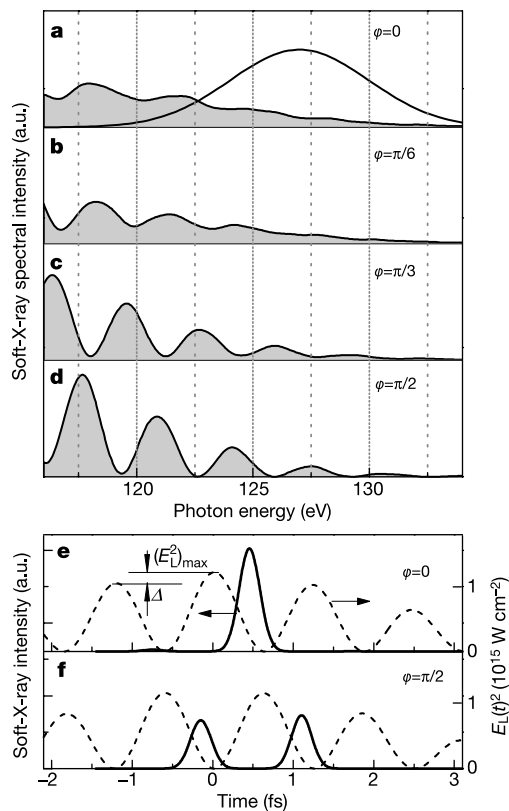 a
φ=0
b
φ=π/6
c
φ=π/3
d
φ=π/2
Soft-X-ray spectral intensity (a.u.)
120 125 130
Photon energy (eV)
e
(E_L^2)max
Δ
φ=0
1
0
f
φ=π/2
1
0
Soft-X-ray intensity (a.u.)
E_L(t)^2 (10^15 W cm^-2)
−2 −1 0 1 2 3
Time (fs)